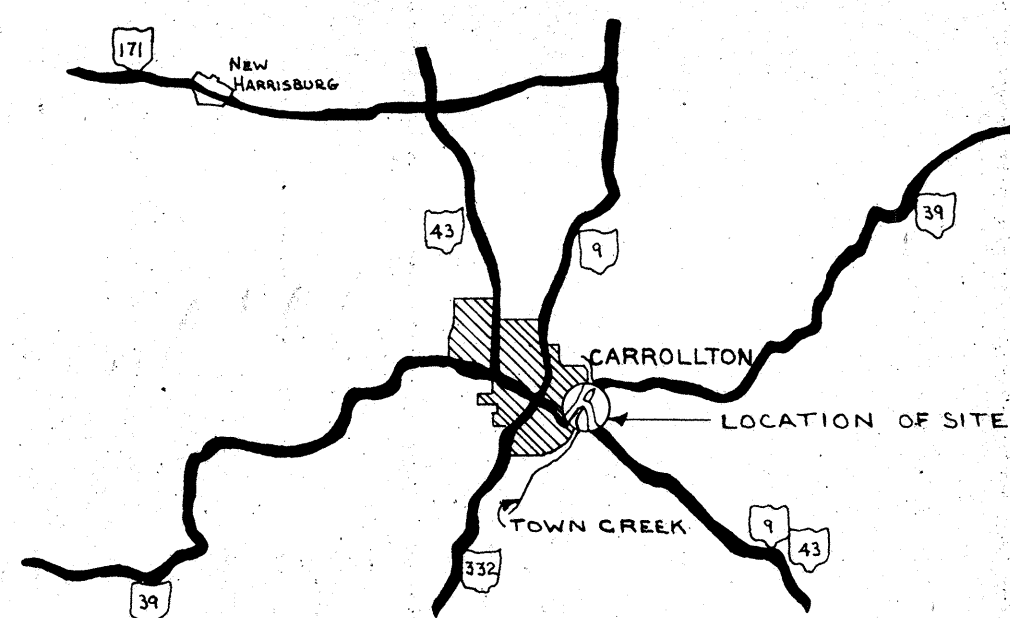 171
NEW
HARRISBURG
43
9
39
CARROLLTON
LOCATION OF SITE
TOWN CREEK
9
43
332
39